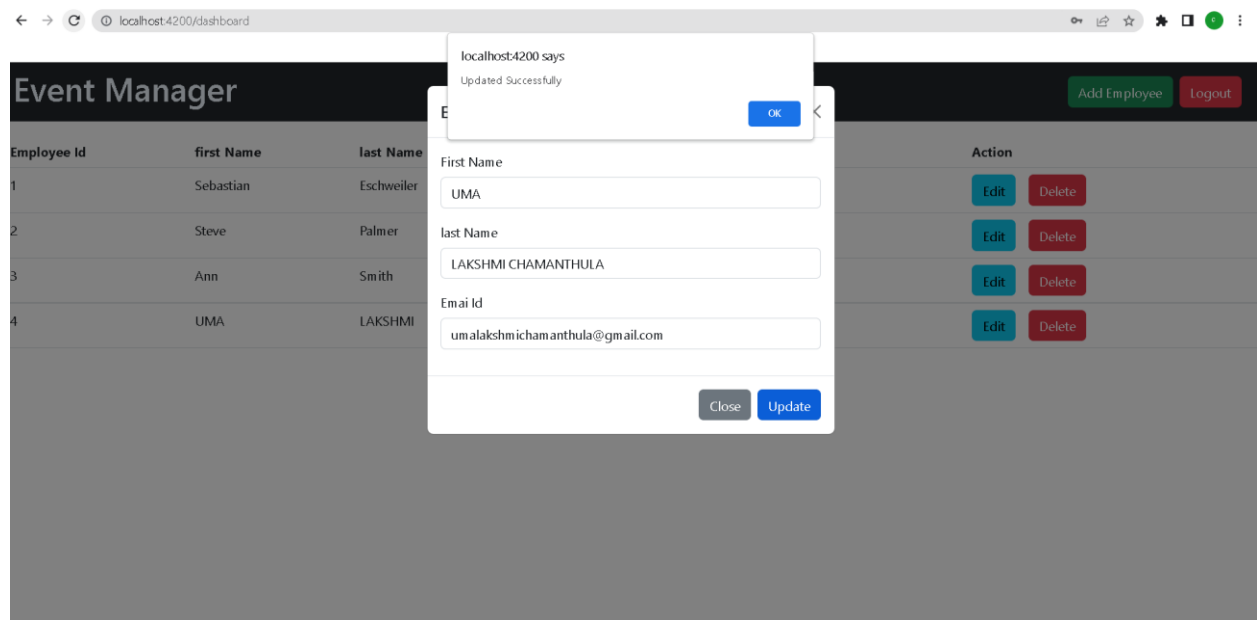 localhost:4200/dashboard
localhost:4200 says
Updated Successfully
OK
Event Manager
Add Employee Logout
E
Employee Id first Name last Name Action
1 Sebastian Eschweiler Edit Delete
2 Steve Palmer Edit Delete
3 Ann Smith Edit Delete
4 UMA LAKSHMI Edit Delete
First Name
UMA
last Name
LAKSHMI CHAMANTHULA
Emai Id
umalakshmichamanthula@gmail.com
Close Update